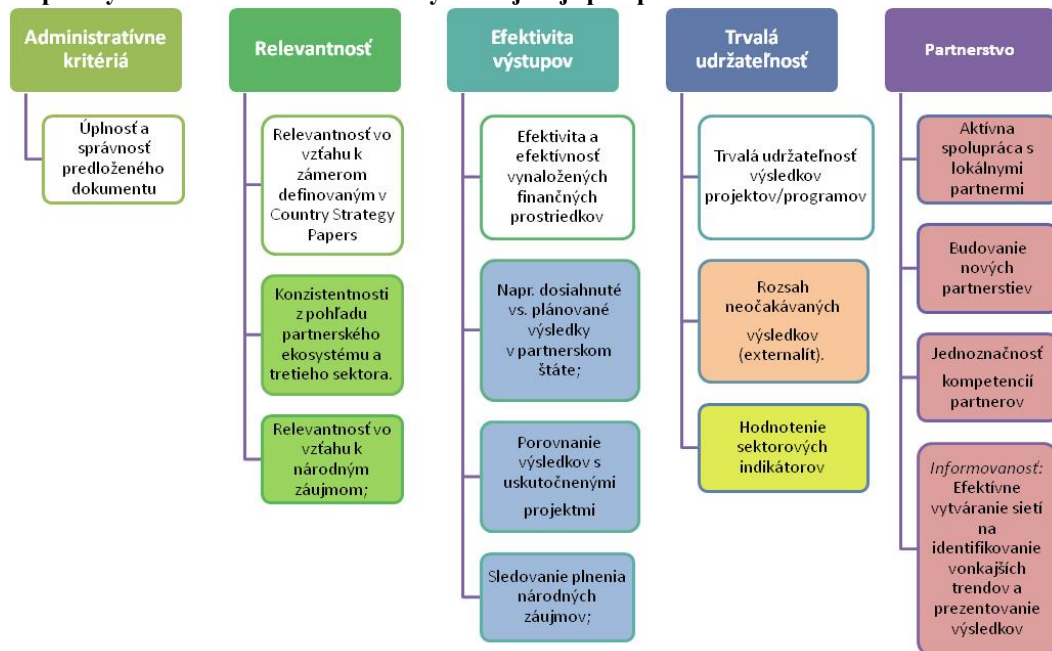 Administratívne
kritériá
Úplnosť a
správnosť
predloženého
dokumentu
Relevantnosť
Relevantnosť vo
vzťahu k
zámerom
definovaným v
Country Strategy
Papers
Konzistentnosti
z pohľadu
partnerského
ekosystému a
tretieho sektora.
Relevantnosť vo
vzťahu k
národným
záujmom;
Efektivita
výstupov
Efektivita a
efektívnosť
vynaložených
finančných
prostriedkov
Napr. dosiahnuté
vs. plánované
výsledky
v partnerskom
štáte;
Porovnanie
výsledkov s
uskutočnenými
projektmi
Sledovanie plnenia
národných
záujmov;
Trvalá
udržateľnosť
Trvalá udržateľnosť
výsledkov
projektov/programov
Rozsah
neočakávaných
výsledkov
(externalít).
Hodnotenie
sektorových
indikátorov
Partnerstvo
Aktívna
spolupráca s
lokálnymi
partnermi
Budovanie
nových
partnerstiev
Jednoznačnosť
kompetencií
partnerov
Informovanosť:
Efektívne
vytváranie sietí
na
identifikovanie
vonkajších
trendov a
prezentovanie
výsledkov